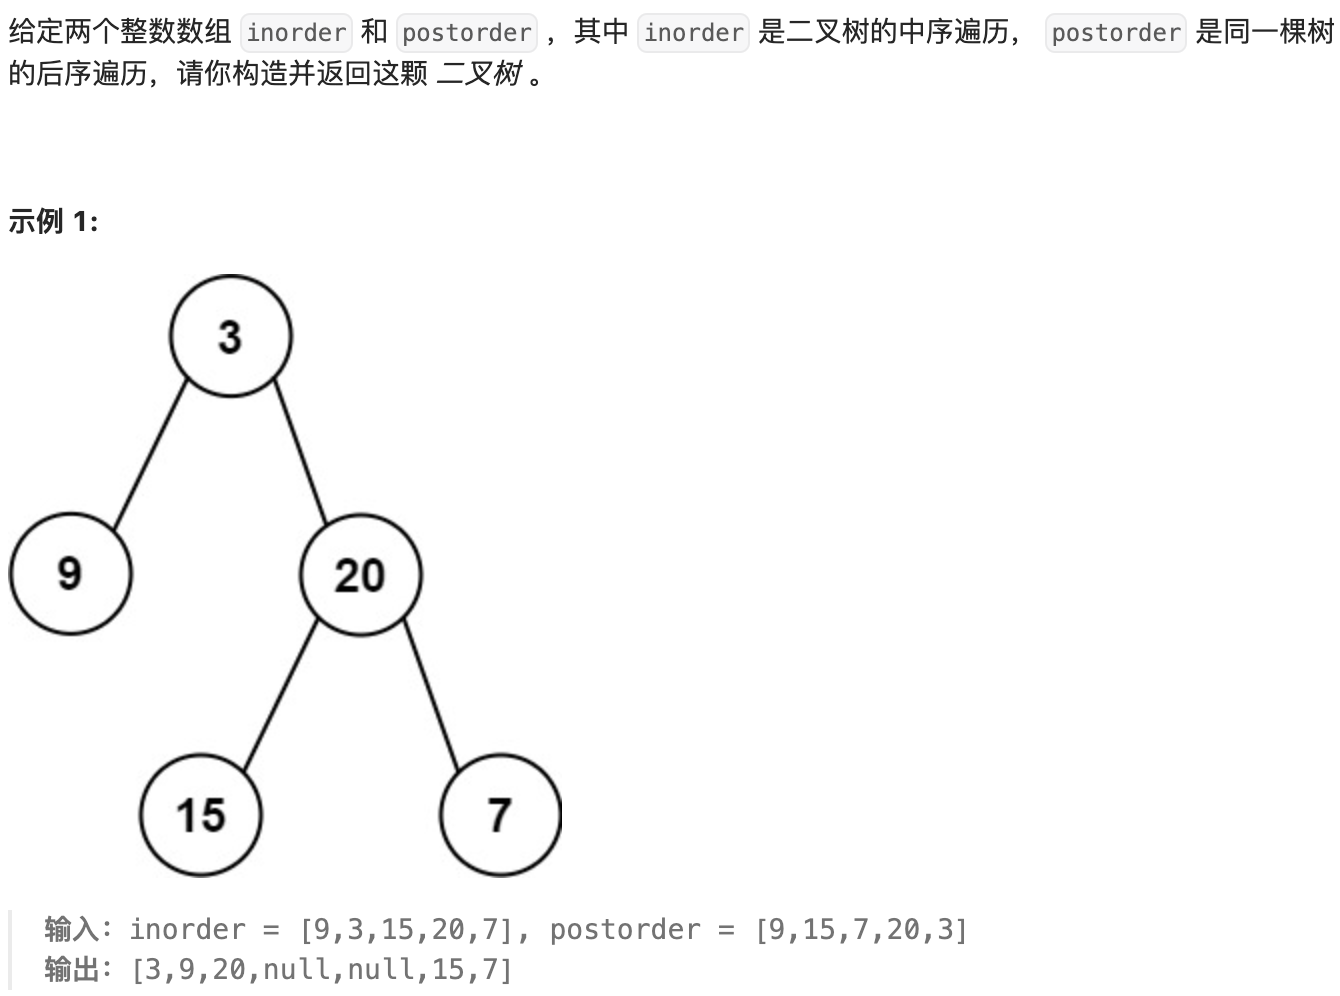 给定两个整数数组 inorder 和 postorder ，其中 inorder 是二叉树的中序遍历， postorder 是同一棵树
的后序遍历，请你构造并返回这颗 二叉树 。
示例 1:
3
9
20
15
7
输入：inorder = [9,3,15,20,7], postorder = [9,15,7,20,3]
输出：[3,9,20,null,null,15,7]